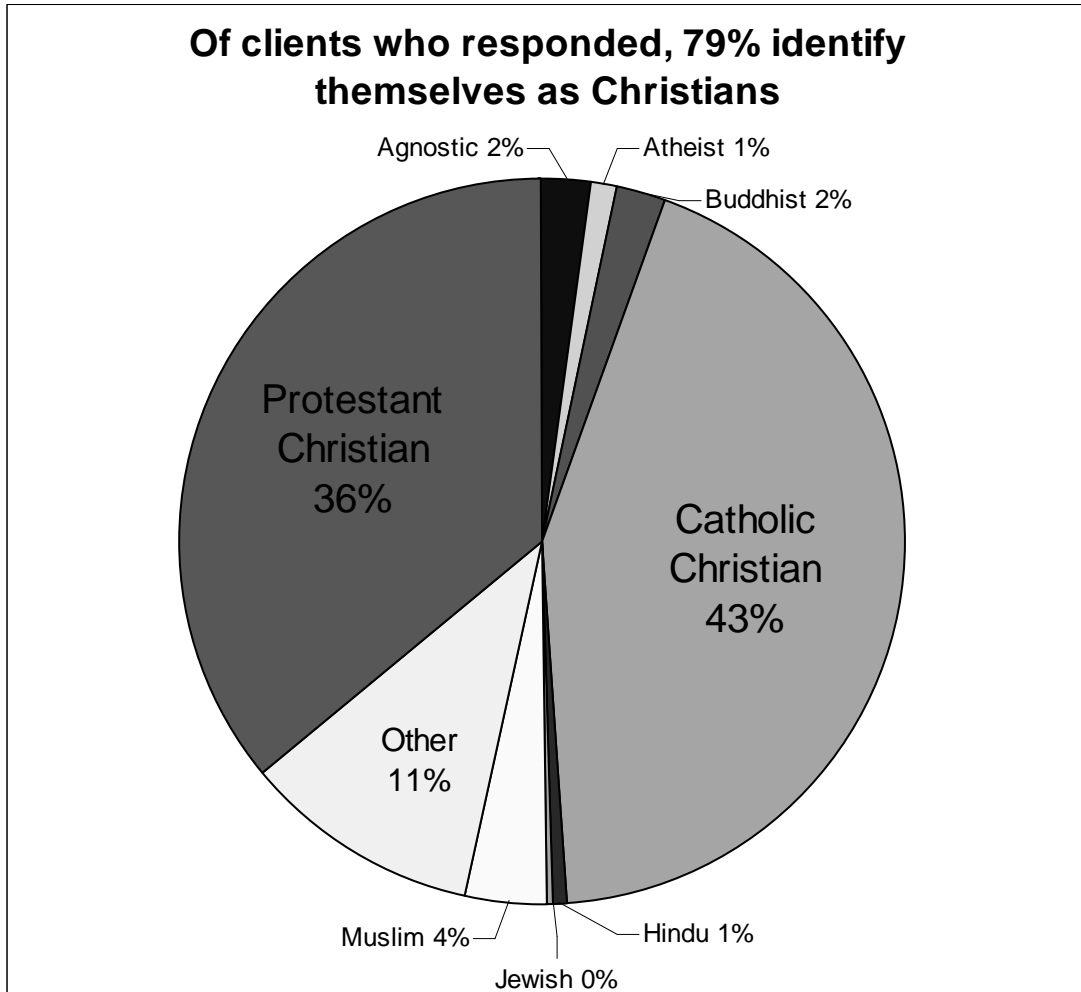 Of clients who responded, 79% identify
themselves as Christians
Agnostic 2%
Atheist 1%
Buddhist 2%
Protestant
Christian
36%
Catholic
Christian
43%
Other
11%
Muslim 4%
Hindu 1%
Jewish 0%